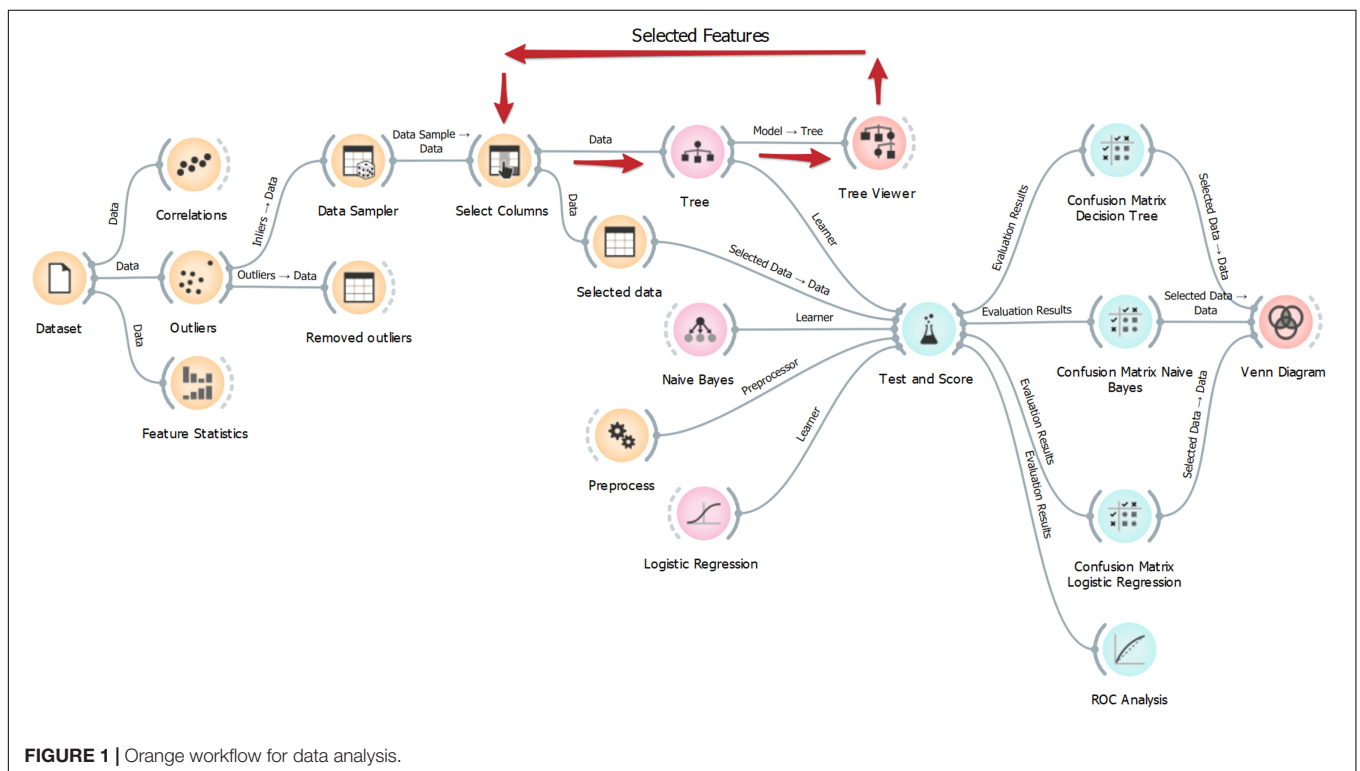 Selected Features
Data Sample →
Data
Data
Model → Tree
Correlations
Data Sampler
Select Columns
Tree
Tree Viewer
Confusion Matrix
Decision Tree
Data
Inliers → Data
Data
Learner
Evaluation Results
Selected Data → Data
Data
Outliers → Data
Selected data
Selected Data → Data
Dataset
Outliers
Removed outliers
Learner
Evaluation Results
Selected Data →
Data
Data
Naive Bayes
Test and Score
Confusion Matrix Naive
Bayes
Venn Diagram
Feature Statistics
Preprocessor
Learner
Evaluation Results
Evaluation Results
Selected Data → Data
Preprocess
Logistic Regression
Confusion Matrix
Logistic Regression
ROC Analysis
FIGURE 1 | Orange workflow for data analysis.